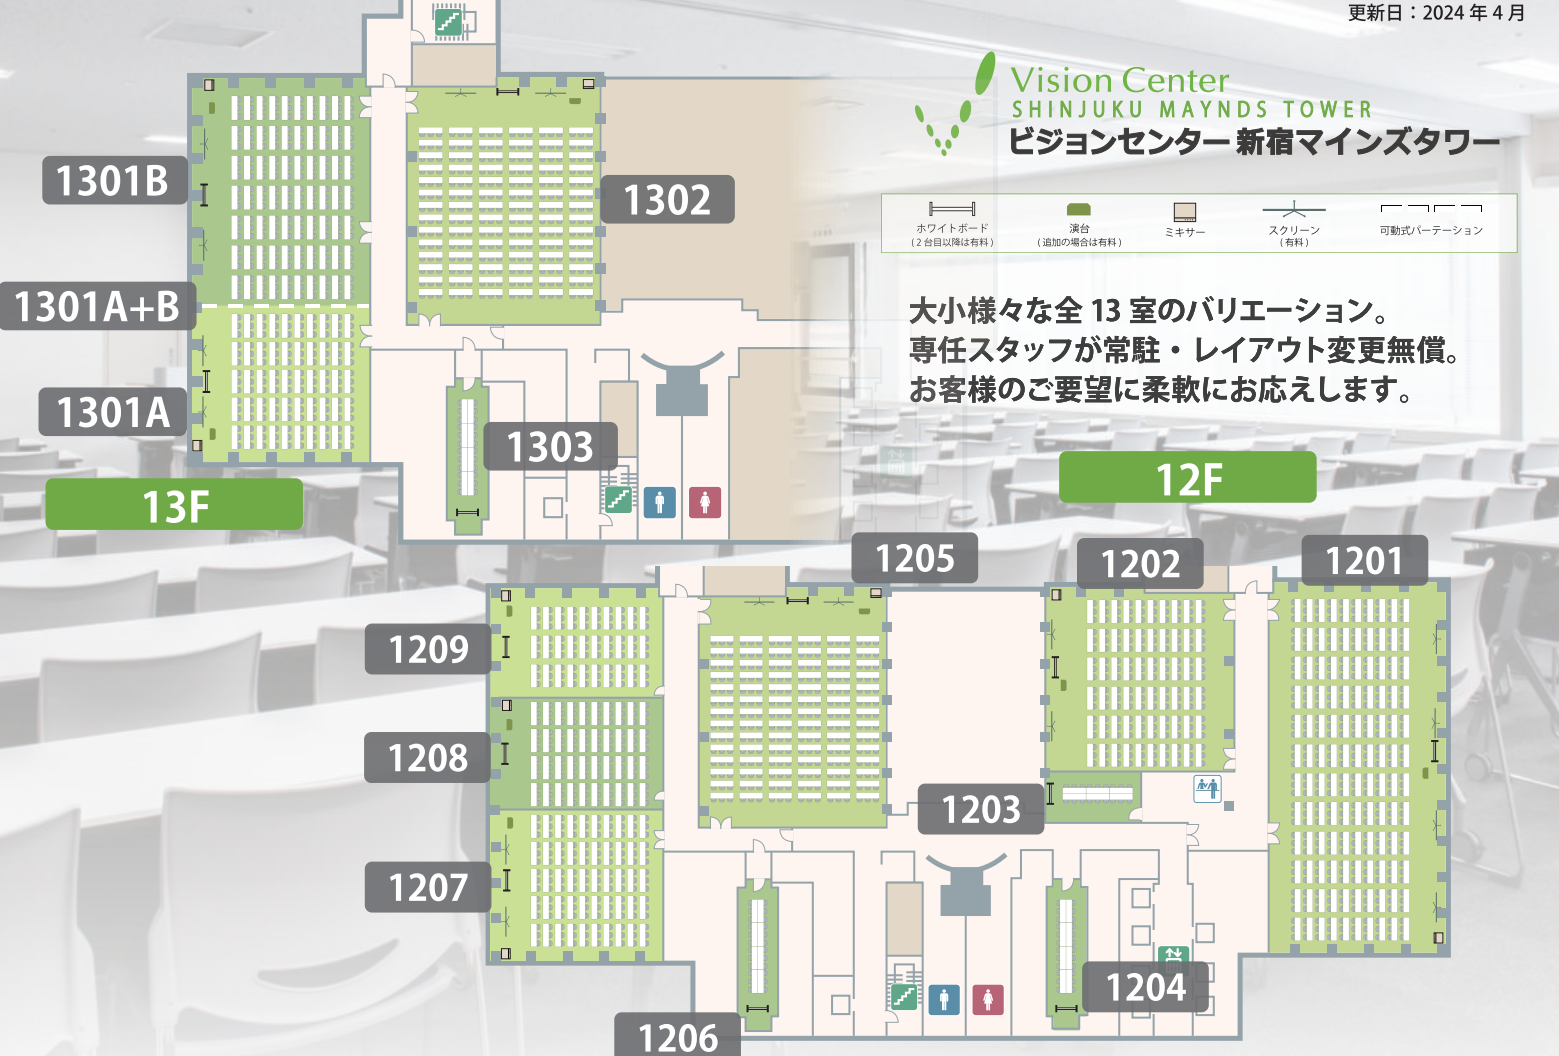 更新日：2024 年 4 月
Vision Center
SHINJUKU MAYNDS TOWER
ビジョンセンター 新宿マインズタワー
ホワイトボード
(2 台目以降は有料)
演台
(追加の場合は有料)
ミキサー
スクリーン
(有料)
可動式パーテーション
大小様々な全 13 室のバリエーション。
専任スタッフが常駐・レイアウト変更無償。
お客様のご要望に柔軟にお応えします。
1301B
1302
1301A+B
1301A
1303
13F
12F
1205
1202
1201
1209
1208
1203
1207
1204
1206